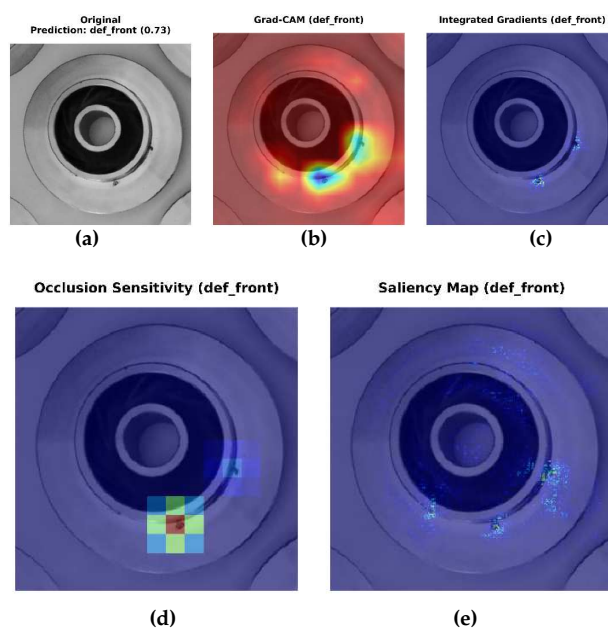 Original
Prediction: def_front (0.73)
Grad-CAM (def_front)
Integrated Gradients (def_front)
(a)
(b)
(c)
Occlusion Sensitivity (def_front)
Saliency Map (def_front)
(d)
(e)